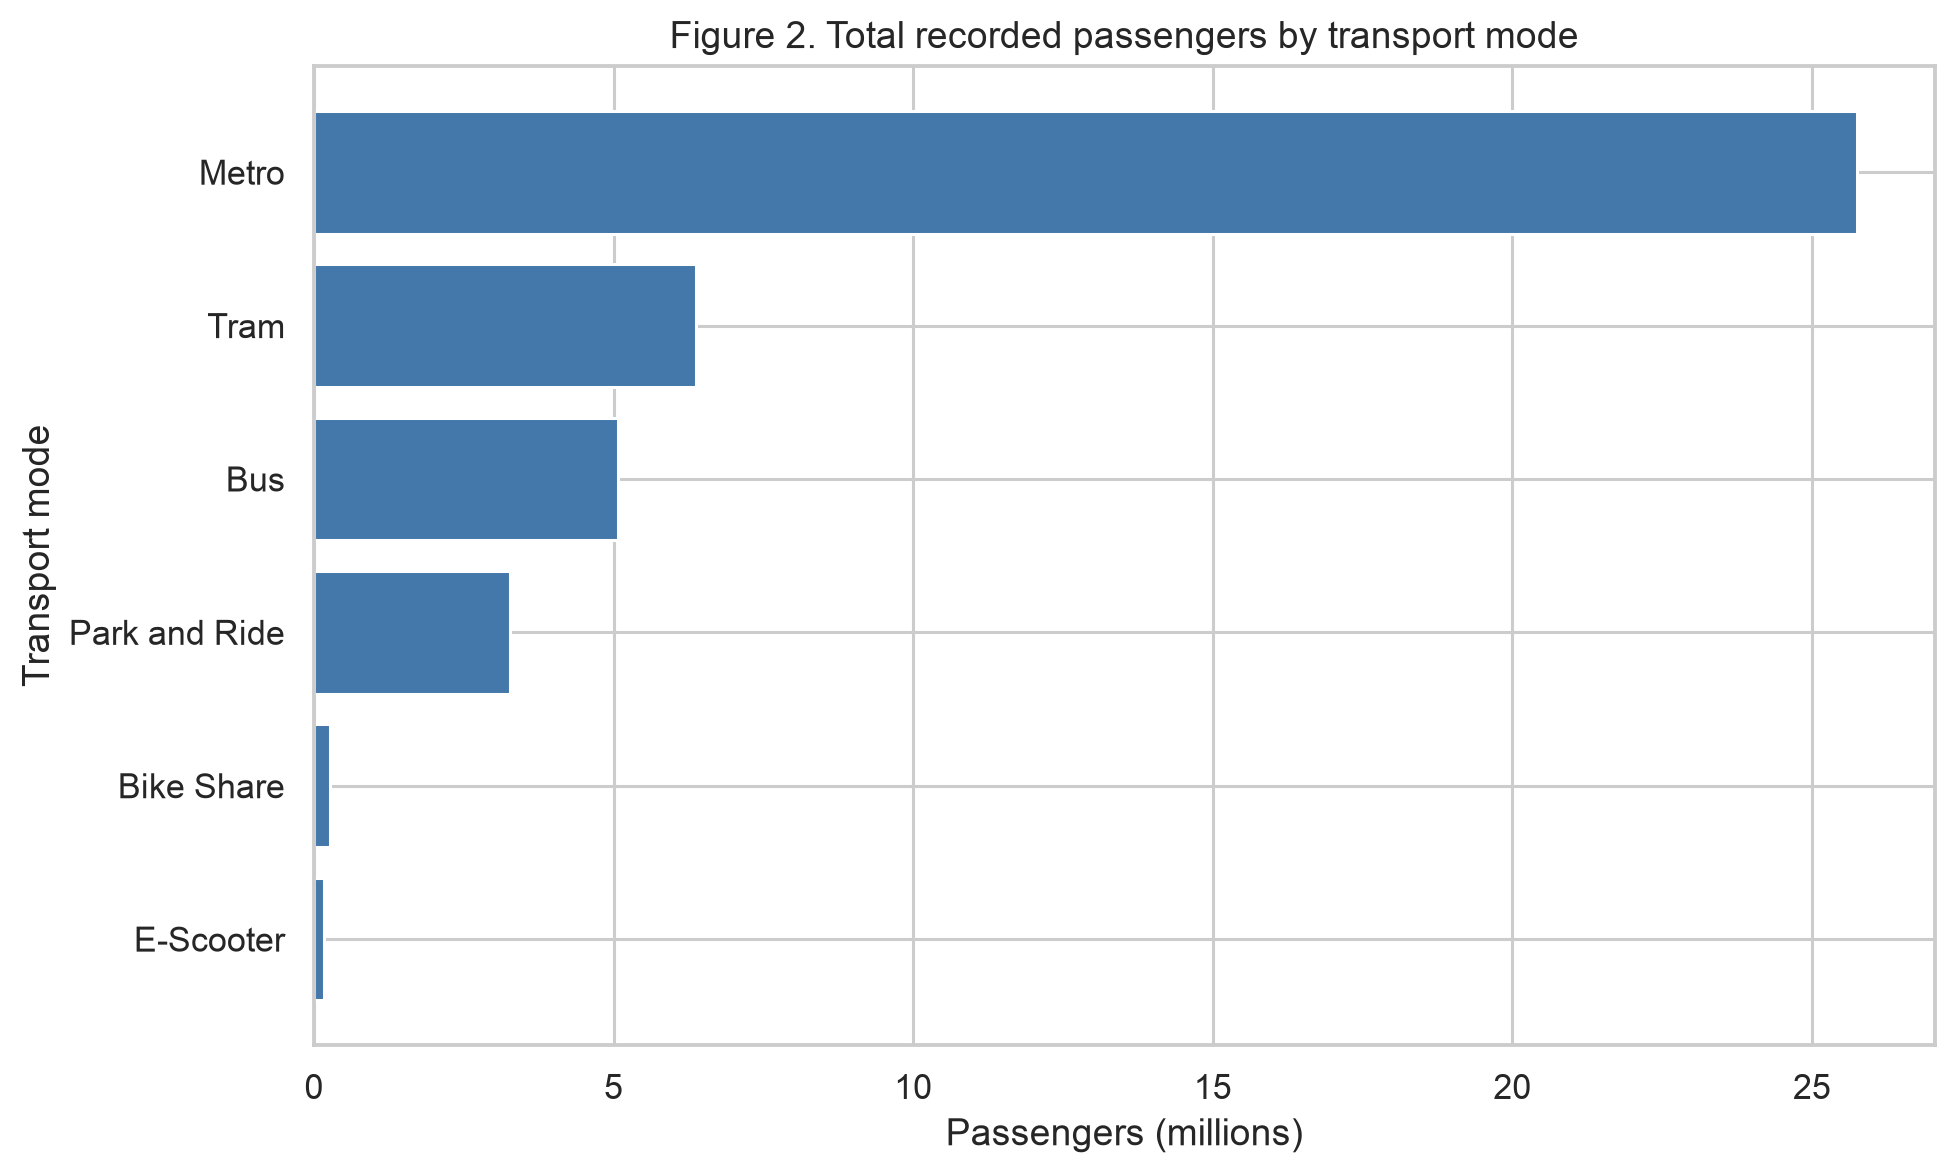 Figure 2. Total recorded passengers by transport mode
Transport mode
Metro
Tram
Bus
Park and Ride
Bike Share
E-Scooter
0 5 10 15 20 25
Passengers (millions)